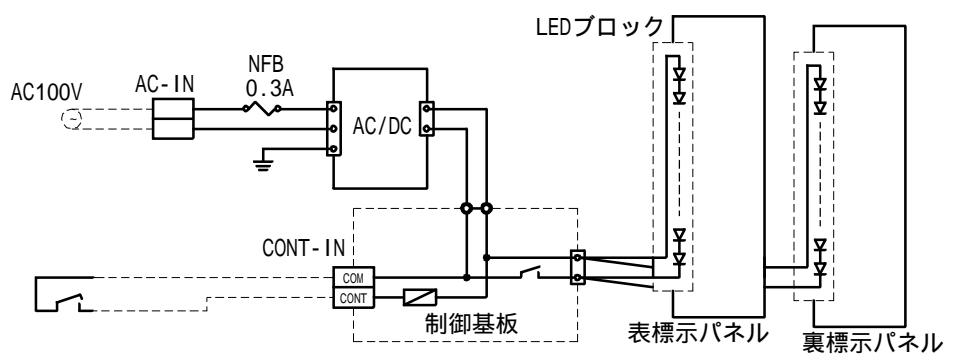 LEDブロック
NFB
0.3A
AC-IN
AC100V
~
AC/DC
CONT-IN
COM
CONT
制御基板
表標示パネル
裏標示パネル